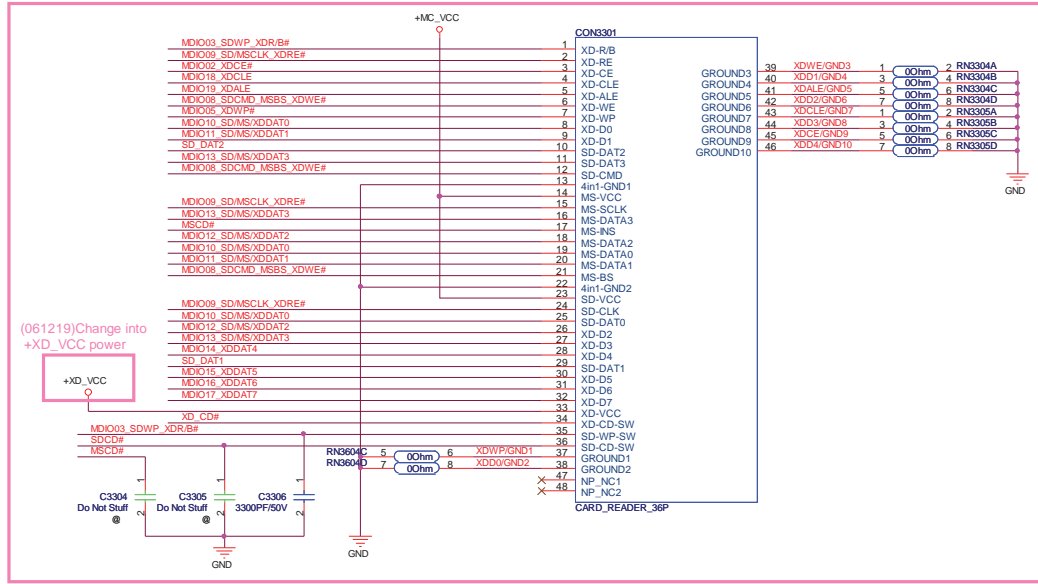 +MC_VCC
CON3301
MDIO03_SDWP_XDR/B# 1 XD-R/B
MDIO09_SD/MSCLK_XDRE# 2 XD-RE
MDIO02_XDCE# 3 XD-CE
MDIO18_XDCLE 4 XD-CLE
MDIO19_XDALE 5 XD-ALE
MDIO08_SDCMD_MSBS_XDWE# 6 XD-WE
MDIO05_XDWP# 7 XD-WP
MDIO10_SD/MS/XDDAT0 8 XD-D0
MDIO11_SD/MS/XDDAT1 9 XD-D1
SD_DAT2 10 SD-DAT2
MDIO13_SD/MS/XDDAT3 11 SD-DAT3
MDIO08_SDCMD_MSBS_XDWE# 12 SD-CMD
13 4in1-GND1
14 MS-VCC
MDIO09_SD/MSCLK_XDRE# 15 MS-SCLK
MDIO13_SD/MS/XDDAT3 16 MS-DATA3
MSCD# 17 MS-INS
MDIO12_SD/MS/XDDAT2 18 MS-DATA2
MDIO10_SD/MS/XDDAT0 19 MS-DATA0
MDIO11_SD/MS/XDDAT1 20 MS-DATA1
MDIO08_SDCMD_MSBS_XDWE# 21 MS-BS
22 4in1-GND2
23 SD-VCC
MDIO09_SD/MSCLK_XDRE# 24 SD-CLK
MDIO10_SD/MS/XDDAT0 25 SD-DAT0
MDIO12_SD/MS/XDDAT2 26 XD-D2
MDIO13_SD/MS/XDDAT3 27 XD-D3
MDIO14_XDDAT4 28 XD-D4
SD_DAT1 29 SD-DAT1
MDIO15_XDDAT5 30 XD-D5
MDIO16_XDDAT6 31 XD-D6
MDIO17_XDDAT7 32 XD-D7
33 XD-VCC
XD_CD# 34 XD-CD-SW
MDIO03_SDWP_XDR/B# 35 SD-WP-SW
SDCD# 36 SD-CD-SW
MSCD# RN3604C 5 0Ohm 6 XDWP/GND1 37 GROUND1
RN3604D 7 0Ohm 8 XDD0/GND2 38 GROUND2
47 NP_NC1
48 NP_NC2
CARD_READER_36P
GROUND3 39 XDWE/GND3 1 0Ohm 2 RN3304A
GROUND4 40 XDD1/GND4 3 0Ohm 4 RN3304B
GROUND5 41 XDALE/GND5 5 0Ohm 6 RN3304C
GROUND6 42 XDD2/GND6 7 0Ohm 8 RN3304D
GROUND7 43 XDCLE/GND7 1 0Ohm 2 RN3305A
GROUND8 44 XDD3/GND8 3 0Ohm 4 RN3305B
GROUND9 45 XDCE/GND9 5 0Ohm 6 RN3305C
GROUND10 46 XDD4/GND10 7 0Ohm 8 RN3305D
GND
(061219)Change into
+XD_VCC power
+XD_VCC
1 1 1
C3304 C3305 C3306
Do Not Stuff Do Not Stuff 3300PF/50V
@ 2 @ 2 2
GND
GND